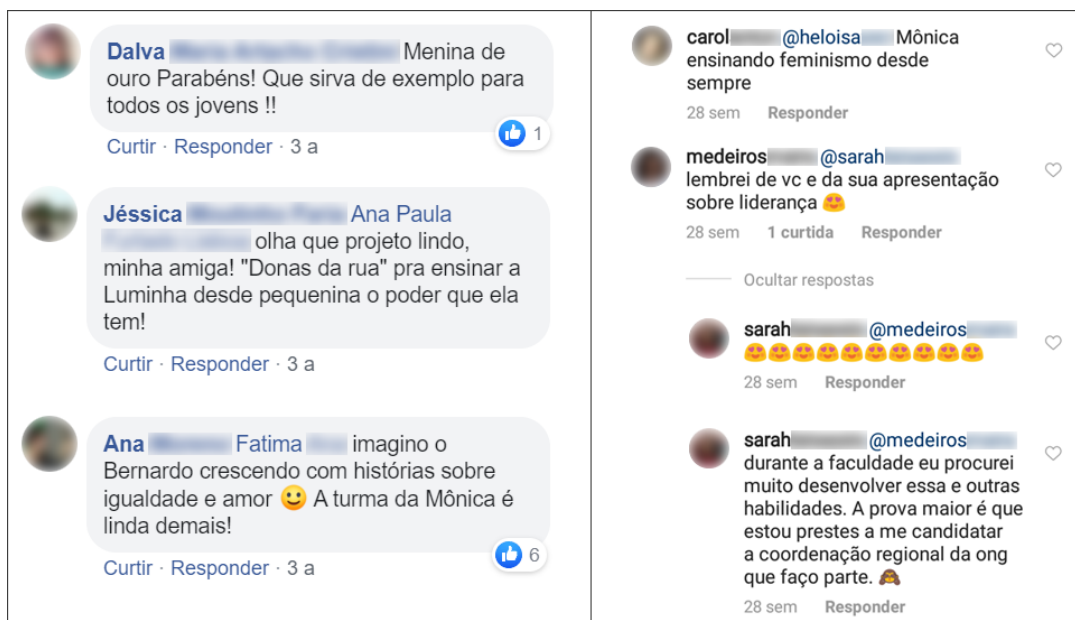 Dalva Menina de
ouro Parabéns! Que sirva de exemplo para
todos os jovens !!
1
Curtir · Responder · 3 a
Jéssica Ana Paula
olha que projeto lindo,
minha amiga! "Donas da rua" pra ensinar a
Luminha desde pequenina o poder que ela
tem!
Curtir · Responder · 3 a
Ana Fatima imagino o
Bernardo crescendo com histórias sobre
igualdade e amor 🙂 A turma da Mônica é
linda demais!
6
Curtir · Responder · 3 a
carol @heloisa Mônica
ensinando feminismo desde
sempre
28 sem Responder
medeiros @sarah
lembrei de vc e da sua apresentação
sobre liderança 😍
28 sem 1 curtida Responder
Ocultar respostas
sarah @medeiros
😍😍😍😍😍😍😍😍😍😍
28 sem Responder
sarah @medeiros
durante a faculdade eu procurei
muito desenvolver essa e outras
habilidades. A prova maior é que
estou prestes a me candidatar
a coordenação regional da ong
que faço parte. 🙈
28 sem Responder